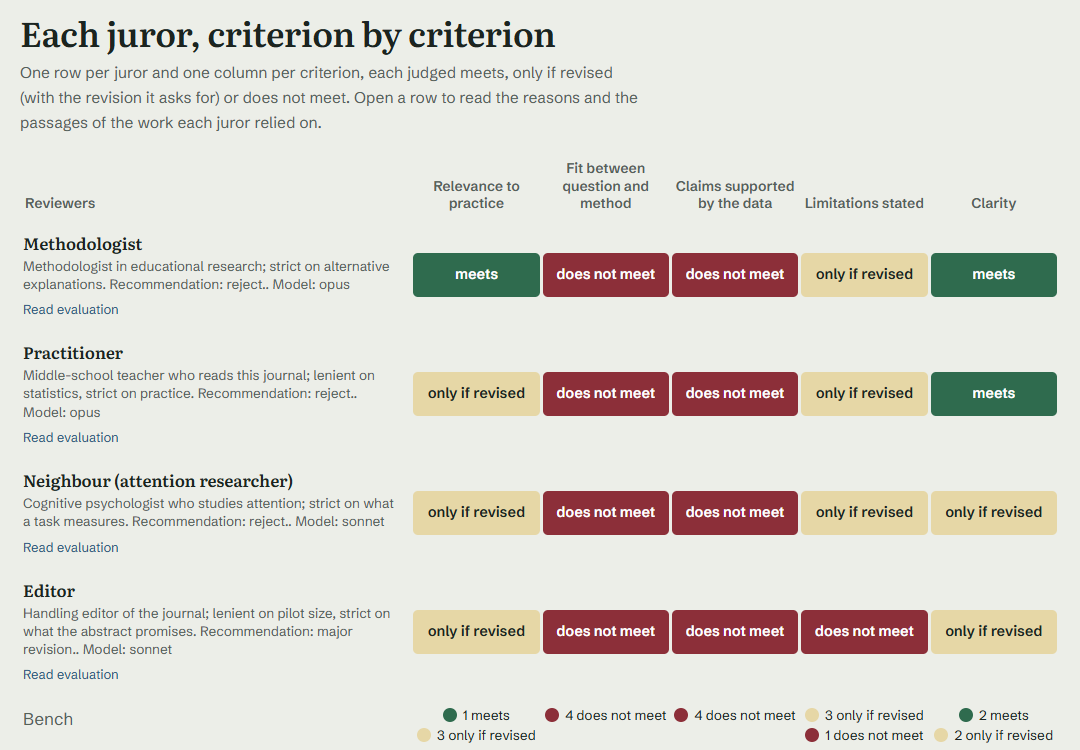 Each juror, criterion by criterion
One row per juror and one column per criterion, each judged meets, only if revised
(with the revision it asks for) or does not meet. Open a row to read the reasons and the
passages of the work each juror relied on.
Reviewers
Relevance to
practice
Fit between
question and
method
Claims supported
by the data
Limitations stated
Clarity
Methodologist
Methodologist in educational research; strict on alternative
explanations. Recommendation: reject.. Model: opus
Read evaluation
meets
does not meet
does not meet
only if revised
meets
Practitioner
Middle-school teacher who reads this journal; lenient on
statistics, strict on practice. Recommendation: reject..
Model: opus
Read evaluation
only if revised
does not meet
does not meet
only if revised
meets
Neighbour (attention researcher)
Cognitive psychologist who studies attention; strict on what
a task measures. Recommendation: reject.. Model: sonnet
Read evaluation
only if revised
does not meet
does not meet
only if revised
only if revised
Editor
Handling editor of the journal; lenient on pilot size, strict on
what the abstract promises. Recommendation: major
revision.. Model: sonnet
Read evaluation
only if revised
does not meet
does not meet
does not meet
only if revised
Bench
1 meets
3 only if revised
4 does not meet
4 does not meet
3 only if revised
1 does not meet
2 meets
2 only if revised